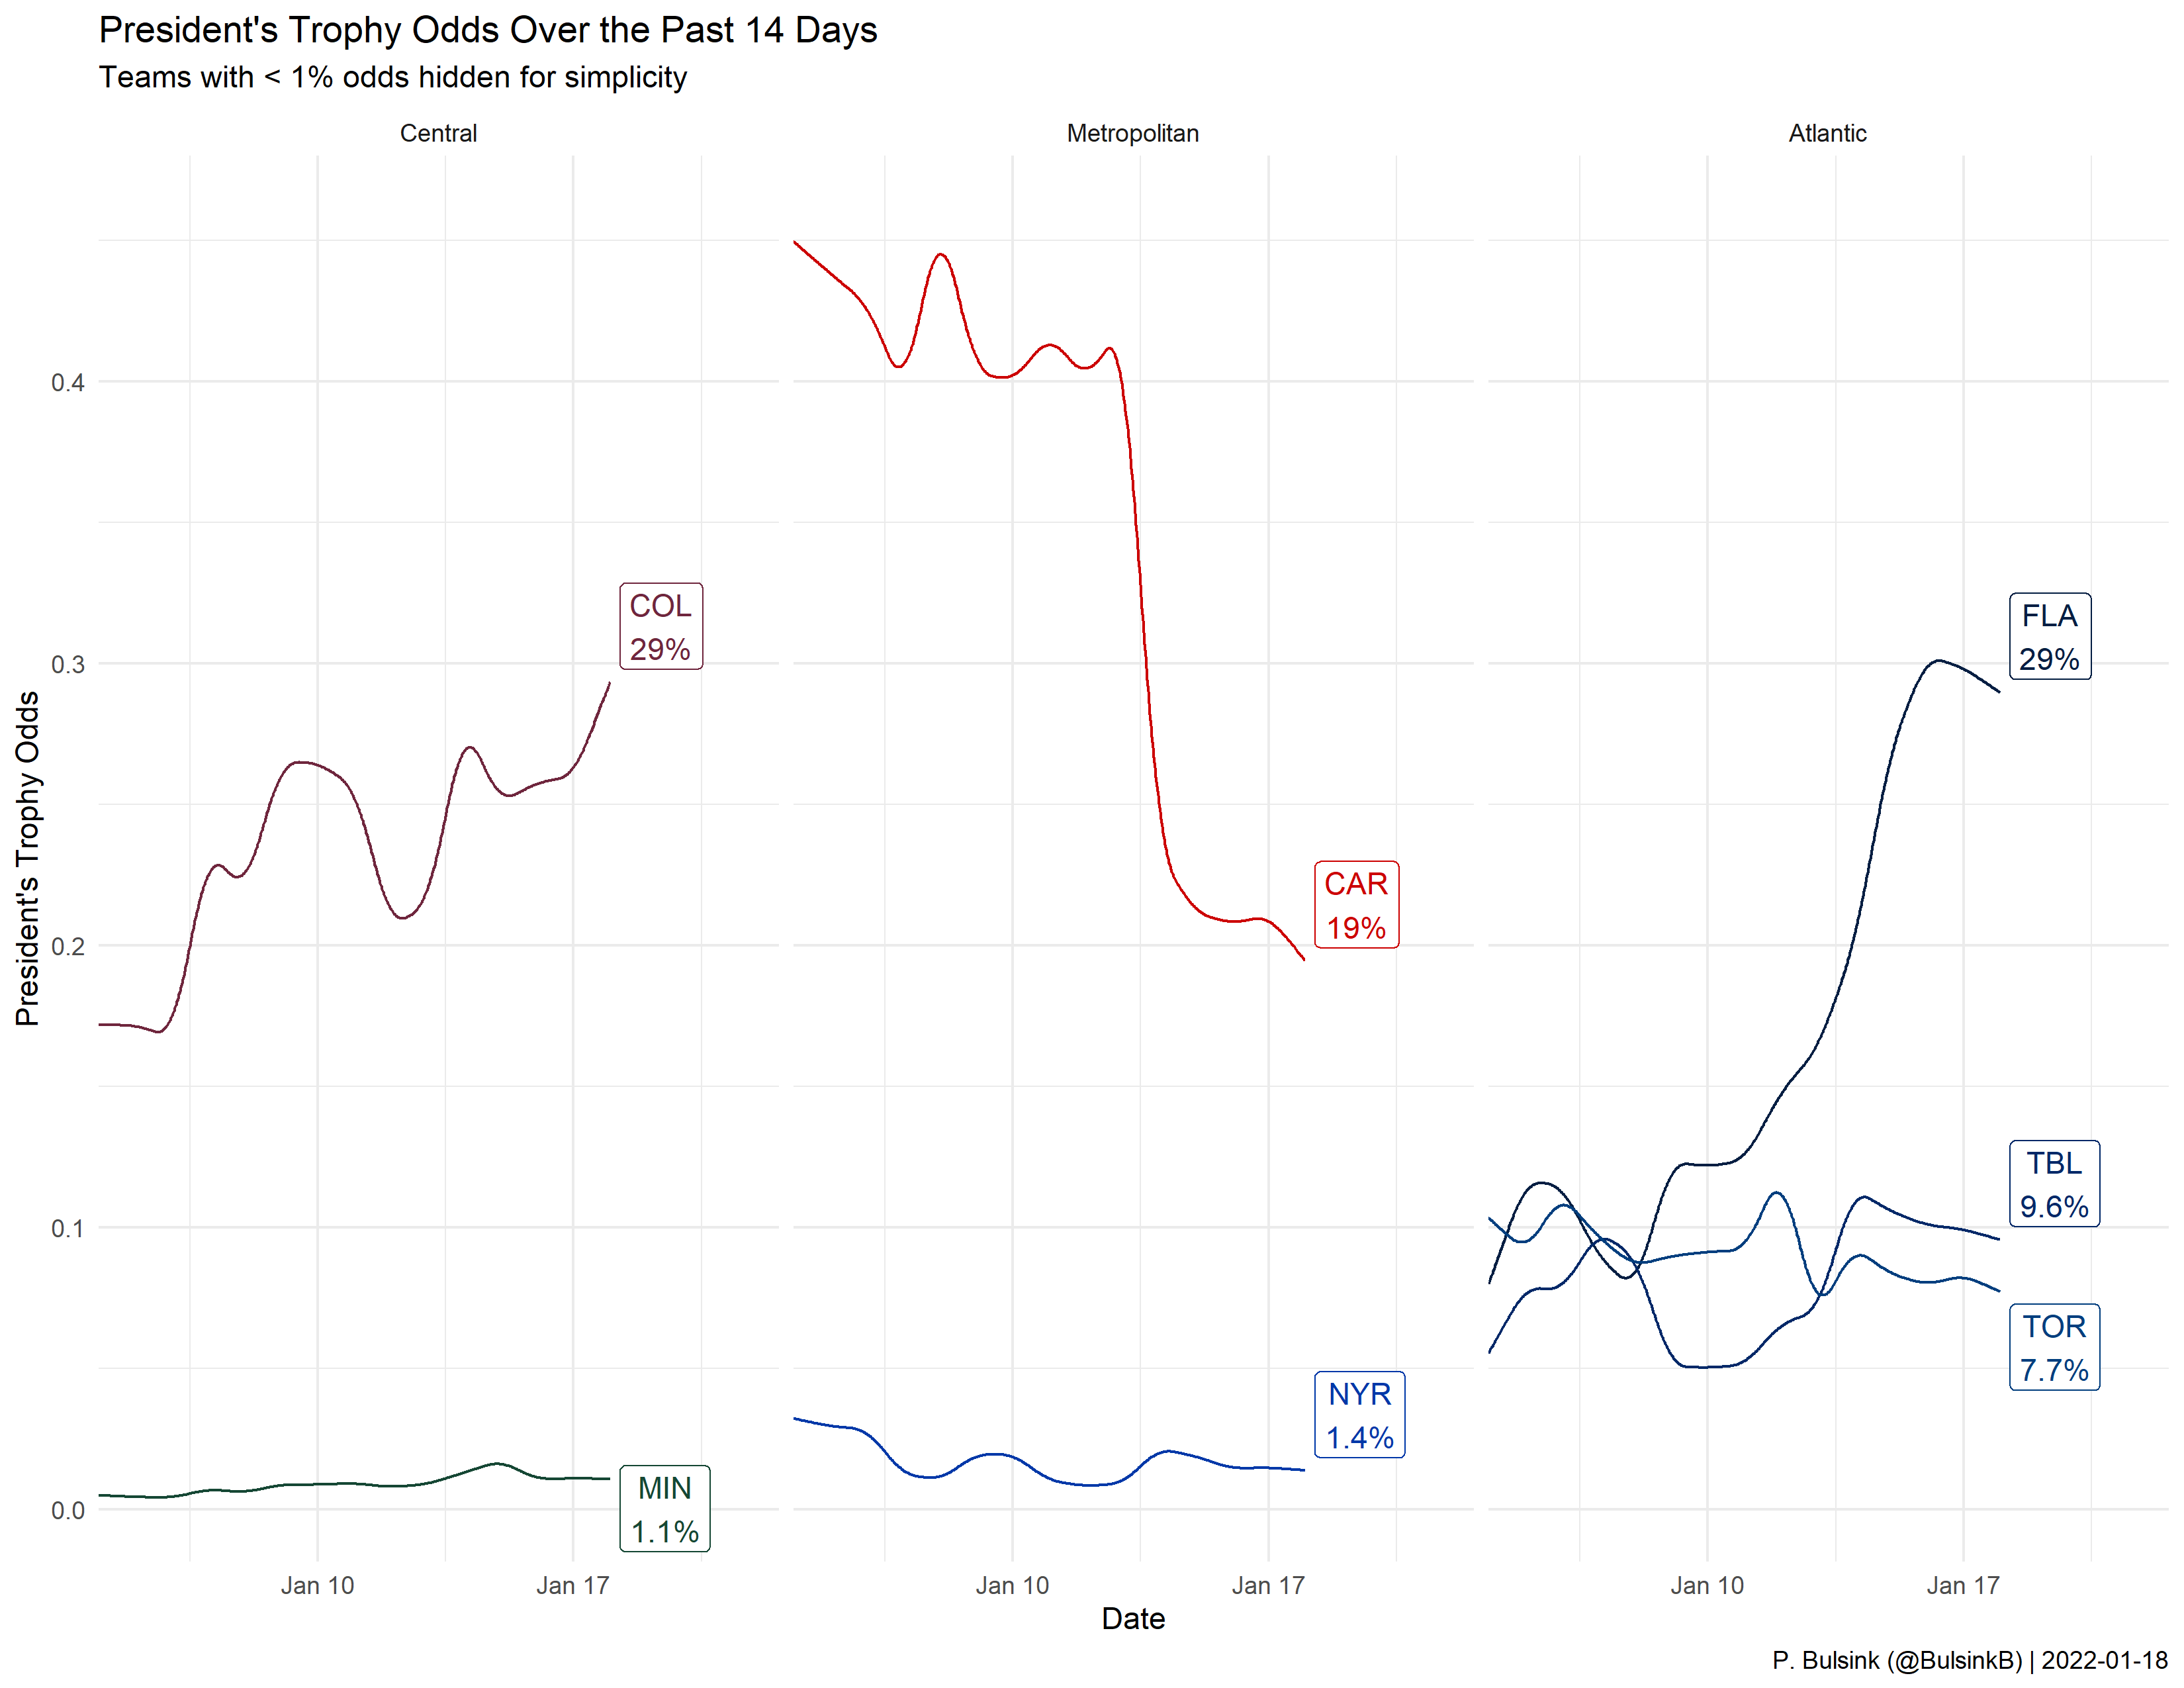 President's Trophy Odds Over the Past 14 Days
Teams with < 1% odds hidden for simplicity
Central
Metropolitan
Atlantic
President's Trophy Odds
0.4
0.3
0.2
0.1
0.0
COL
29%
MIN
1.1%
CAR
19%
NYR
1.4%
FLA
29%
TBL
9.6%
TOR
7.7%
Jan 10
Jan 17
Jan 10
Jan 17
Jan 10
Jan 17
Date
P. Bulsink (@BulsinkB) | 2022-01-18